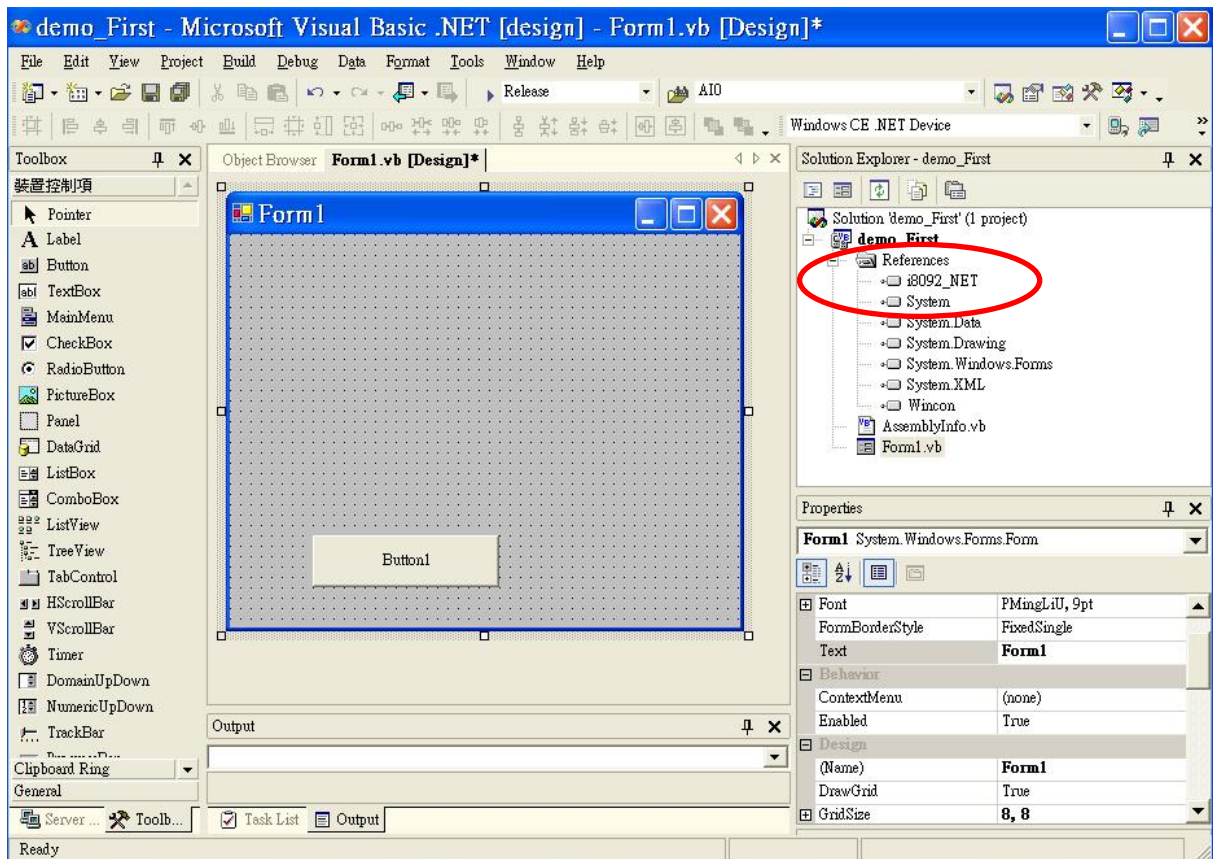 demo_First - Microsoft Visual Basic .NET [design] - Form1.vb [Design]*
File Edit View Project Build Debug Data Format Tools Window Help
Release AIO
Windows CE .NET Device
Toolbox
裝置控制項
Pointer
Label
Button
TextBox
MainMenu
CheckBox
RadioButton
PictureBox
Panel
DataGrid
ListBox
ComboBox
ListView
TreeView
TabControl
HScrollBar
VScrollBar
Timer
DomainUpDown
NumericUpDown
TrackBar
Clipboard Ring
General
Server ... Toolb...
Object Browser Form1.vb [Design]*
Form1
Button1
Output
Task List Output
Solution Explorer - demo_First
Solution 'demo_First' (1 project)
demo_First
References
i8092_NET
System
System.Data
System.Drawing
System.Windows.Forms
System.XML
Wincon
AssemblyInfo.vb
Form1.vb
Properties
Form1 System.Windows.Forms.Form
Font PMingLiU, 9pt
FormBorderStyle FixedSingle
Text Form1
Behavior
ContextMenu (none)
Enabled True
Design
(Name) Form1
DrawGrid True
GridSize 8, 8
Ready